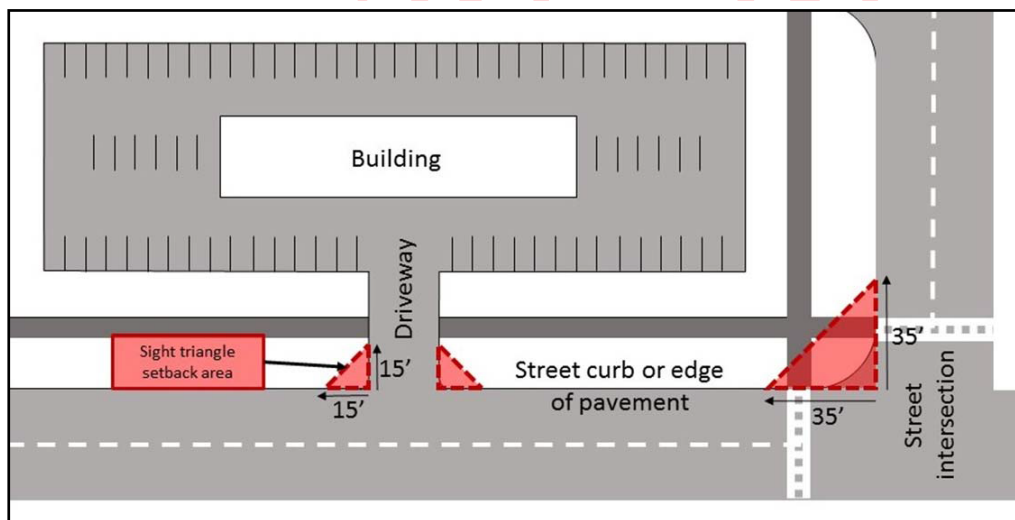 Building
Driveway
Sight triangle
setback area
15’
15’
Street curb or edge
of pavement
35’
35’
Street
intersection